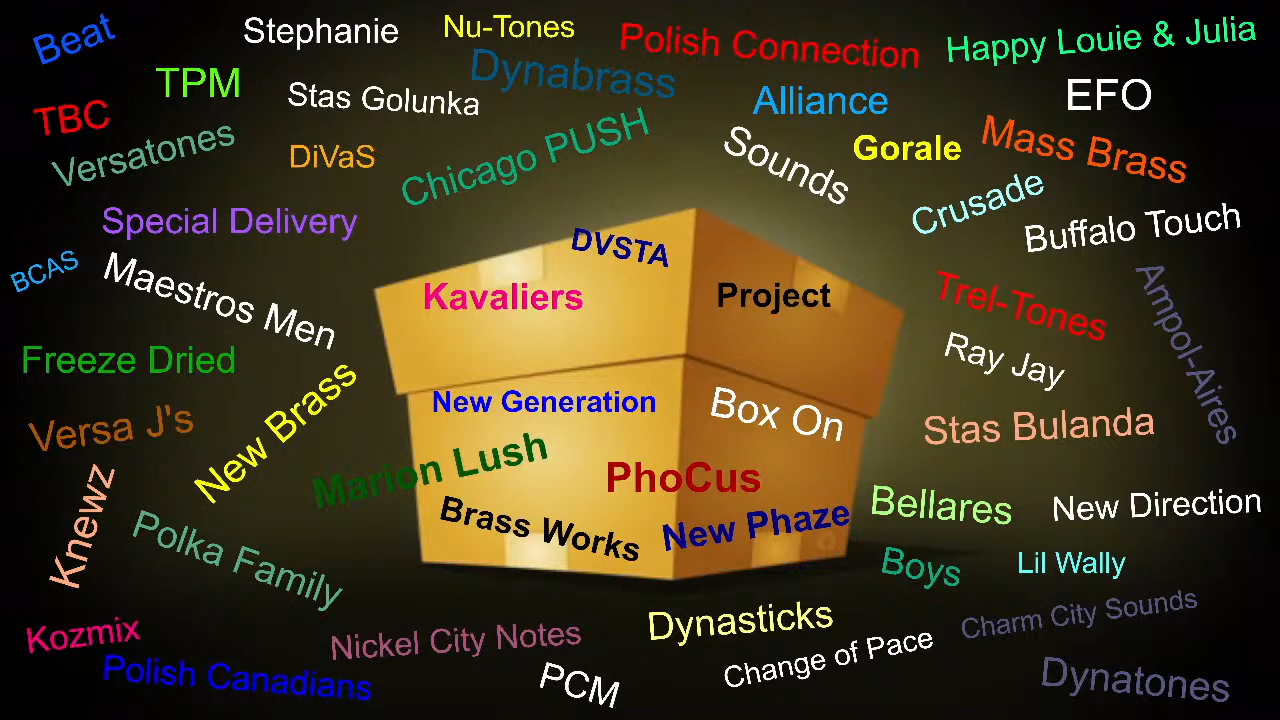 Beat
Stephanie
Nu-Tones
Polish Connection
Happy Louie & Julia
TPM
Dynabrass
Stas Golunka
Alliance
EFO
TBC
Versatones
DiVaS
Chicago PUSH
Sounds
Gorale
Mass Brass
Crusade
Special Delivery
Buffalo Touch
DVSTA
BCAS
Maestros Men
Kavaliers
Project
Trel-Tones
Ampol-Aires
Freeze Dried
Ray Jay
New Generation
Box On
Versa J's
New Brass
Stas Bulanda
Marion Lush
PhoCus
Knewz
Bellares
New Direction
Brass Works
New Phaze
Polka Family
Boys
Lil Wally
Kozmix
Nickel City Notes
Dynasticks
Charm City Sounds
Polish Canadians
PCM
Change of Pace
Dynatones